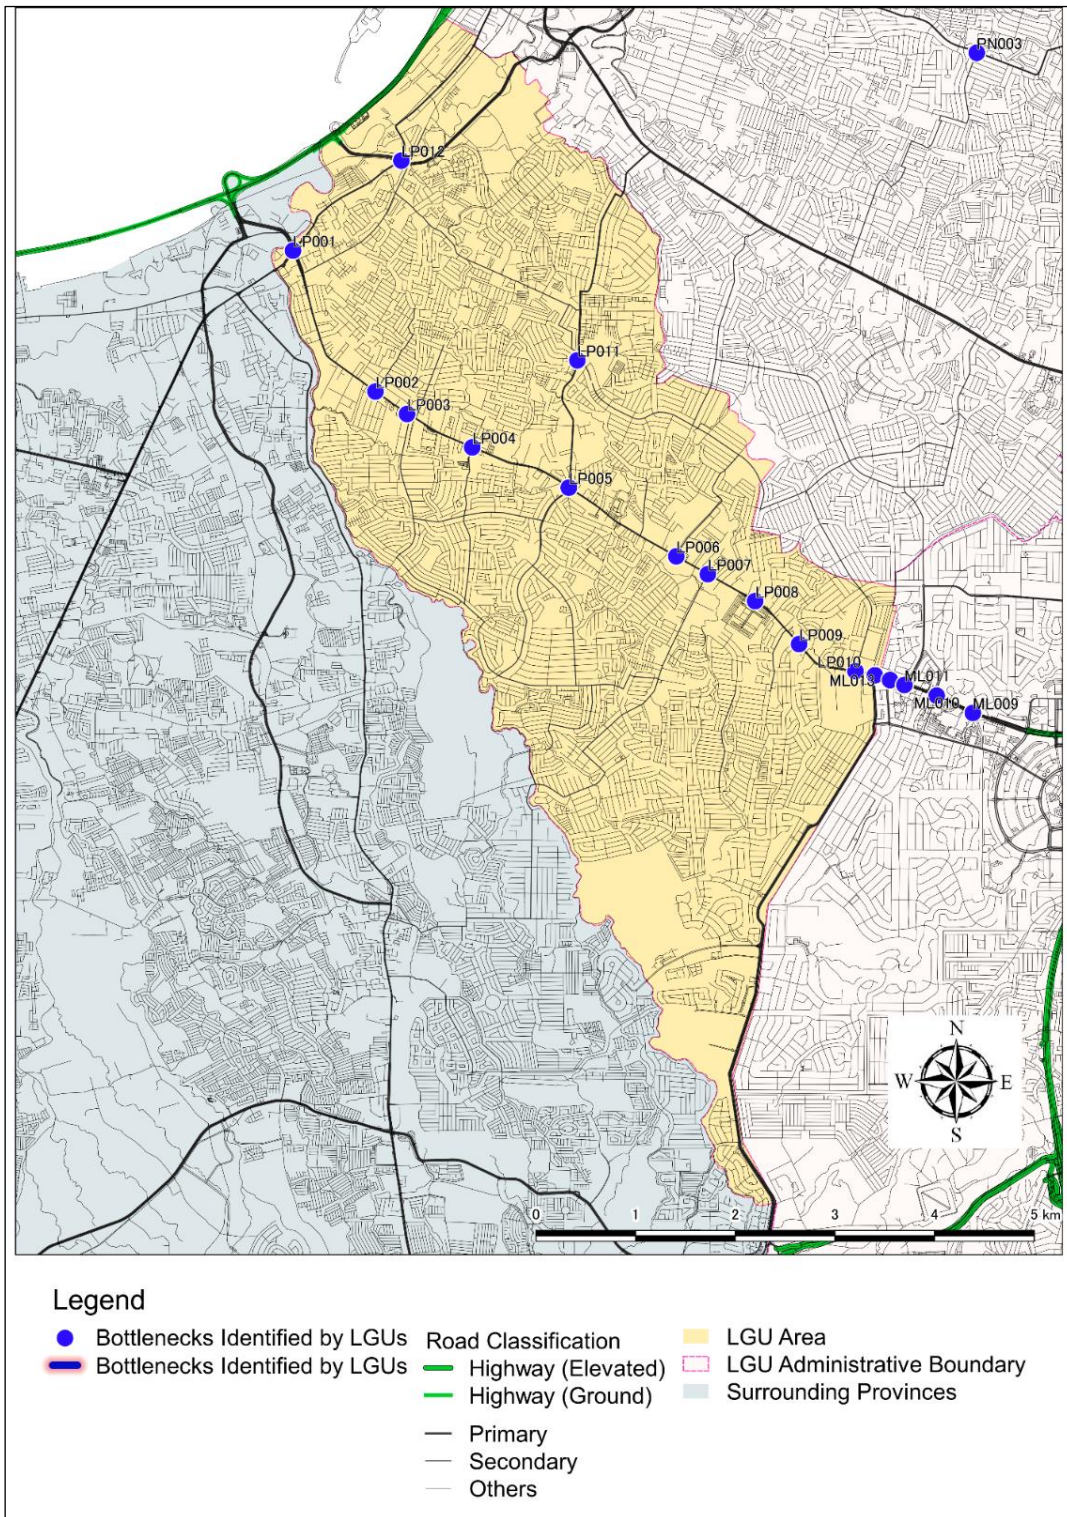 PN003
LP012
LP001
LP011
LP002
LP003
LP004
LP005
LP006
LP007
LP008
LP009
LP010
ML013
ML011
ML010
ML009
N
W E
S
0 1 2 3 4 5 km
Legend
Bottlenecks Identified by LGUs
Bottlenecks Identified by LGUs
Road Classification
Highway (Elevated)
Highway (Ground)
Primary
Secondary
Others
LGU Area
LGU Administrative Boundary
Surrounding Provinces